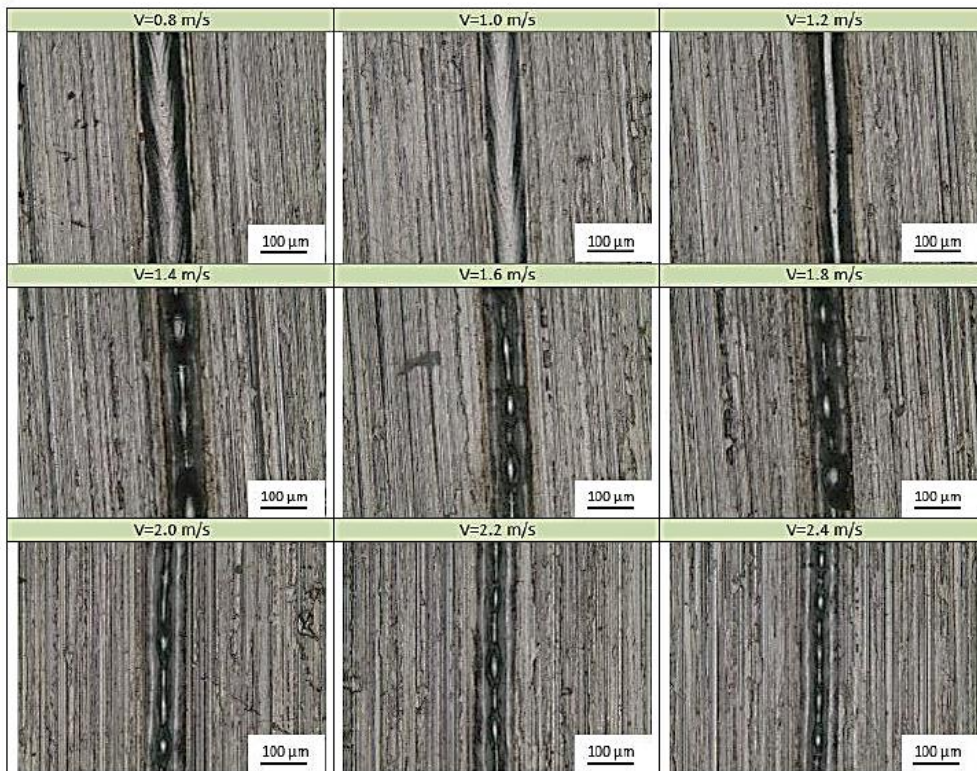 V=0.8 m/s
V=1.0 m/s
V=1.2 m/s
100 µm
100 µm
100 µm
V=1.4 m/s
V=1.6 m/s
V=1.8 m/s
100 µm
100 µm
100 µm
V=2.0 m/s
V=2.2 m/s
V=2.4 m/s
100 µm
100 µm
100 µm